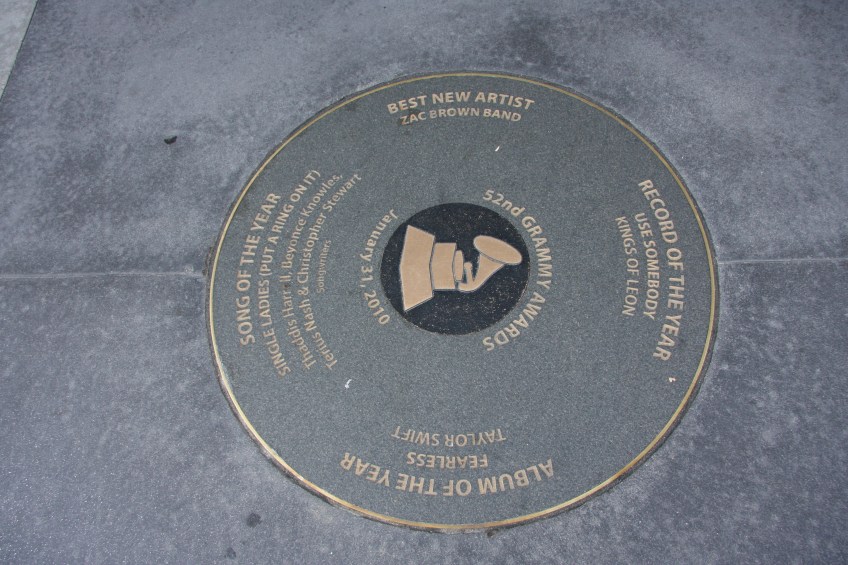 BEST NEW ARTIST
ZAC BROWN BAND
RECORD OF THE YEAR
USE SOMEBODY
KINGS OF LEON
ALBUM OF THE YEAR
FEARLESS
TAYLOR SWIFT
SONG OF THE YEAR
SINGLE LADIES (PUT A RING ON IT)
Thaddis Harrell, Beyonce Knowles,
Terius Nash & Christopher Stewart
Songwriters
52nd GRAMMY AWARDS
January 31, 2010